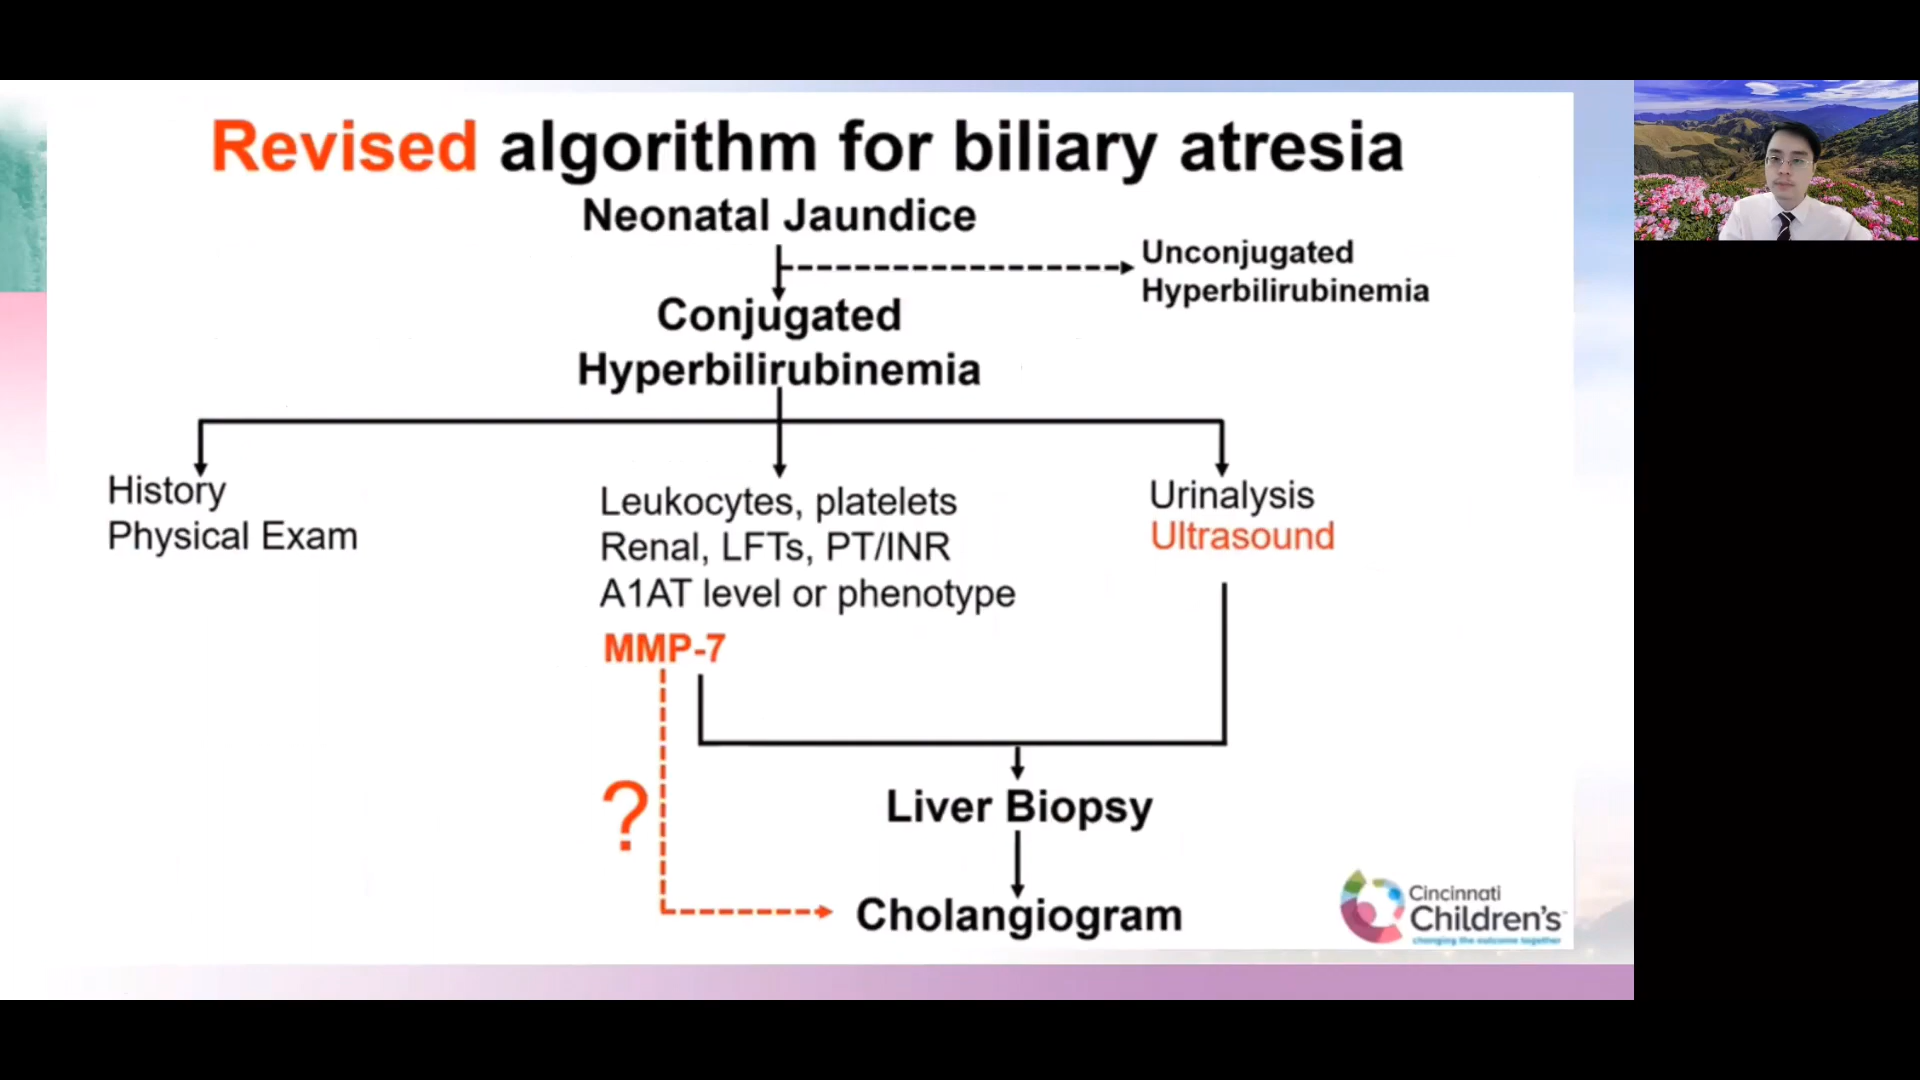 Revised algorithm for biliary atresia
Neonatal Jaundice
Unconjugated
Hyperbilirubinemia
Conjugated
Hyperbilirubinemia
History
Physical Exam
Leukocytes, platelets
Renal, LFTs, PT/INR
A1AT level or phenotype
MMP-7
Urinalysis
Ultrasound
?
Liver Biopsy
Cholangiogram
Cincinnati
Children's
changing the outcome together